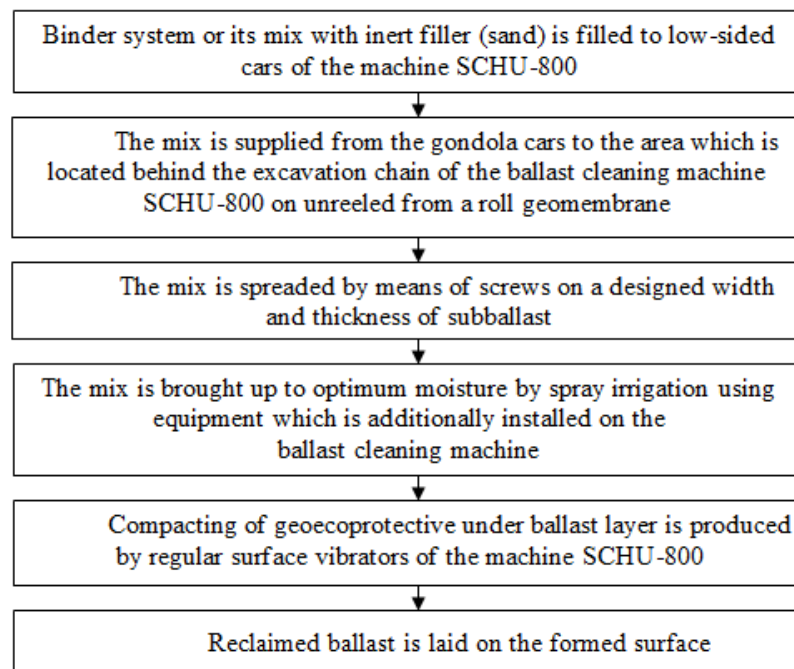 Binder system or its mix with inert filler (sand) is filled to low-sided
cars of the machine SCHU-800
The mix is supplied from the gondola cars to the area which is
located behind the excavation chain of the ballast cleaning machine
SCHU-800 on unreeled from a roll geomembrane
The mix is spreaded by means of screws on a designed width
and thickness of subballast
The mix is brought up to optimum moisture by spray irrigation using
equipment which is additionally installed on the
ballast cleaning machine
Compacting of geoecoprotective under ballast layer is produced
by regular surface vibrators of the machine SCHU-800
Reclaimed ballast is laid on the formed surface